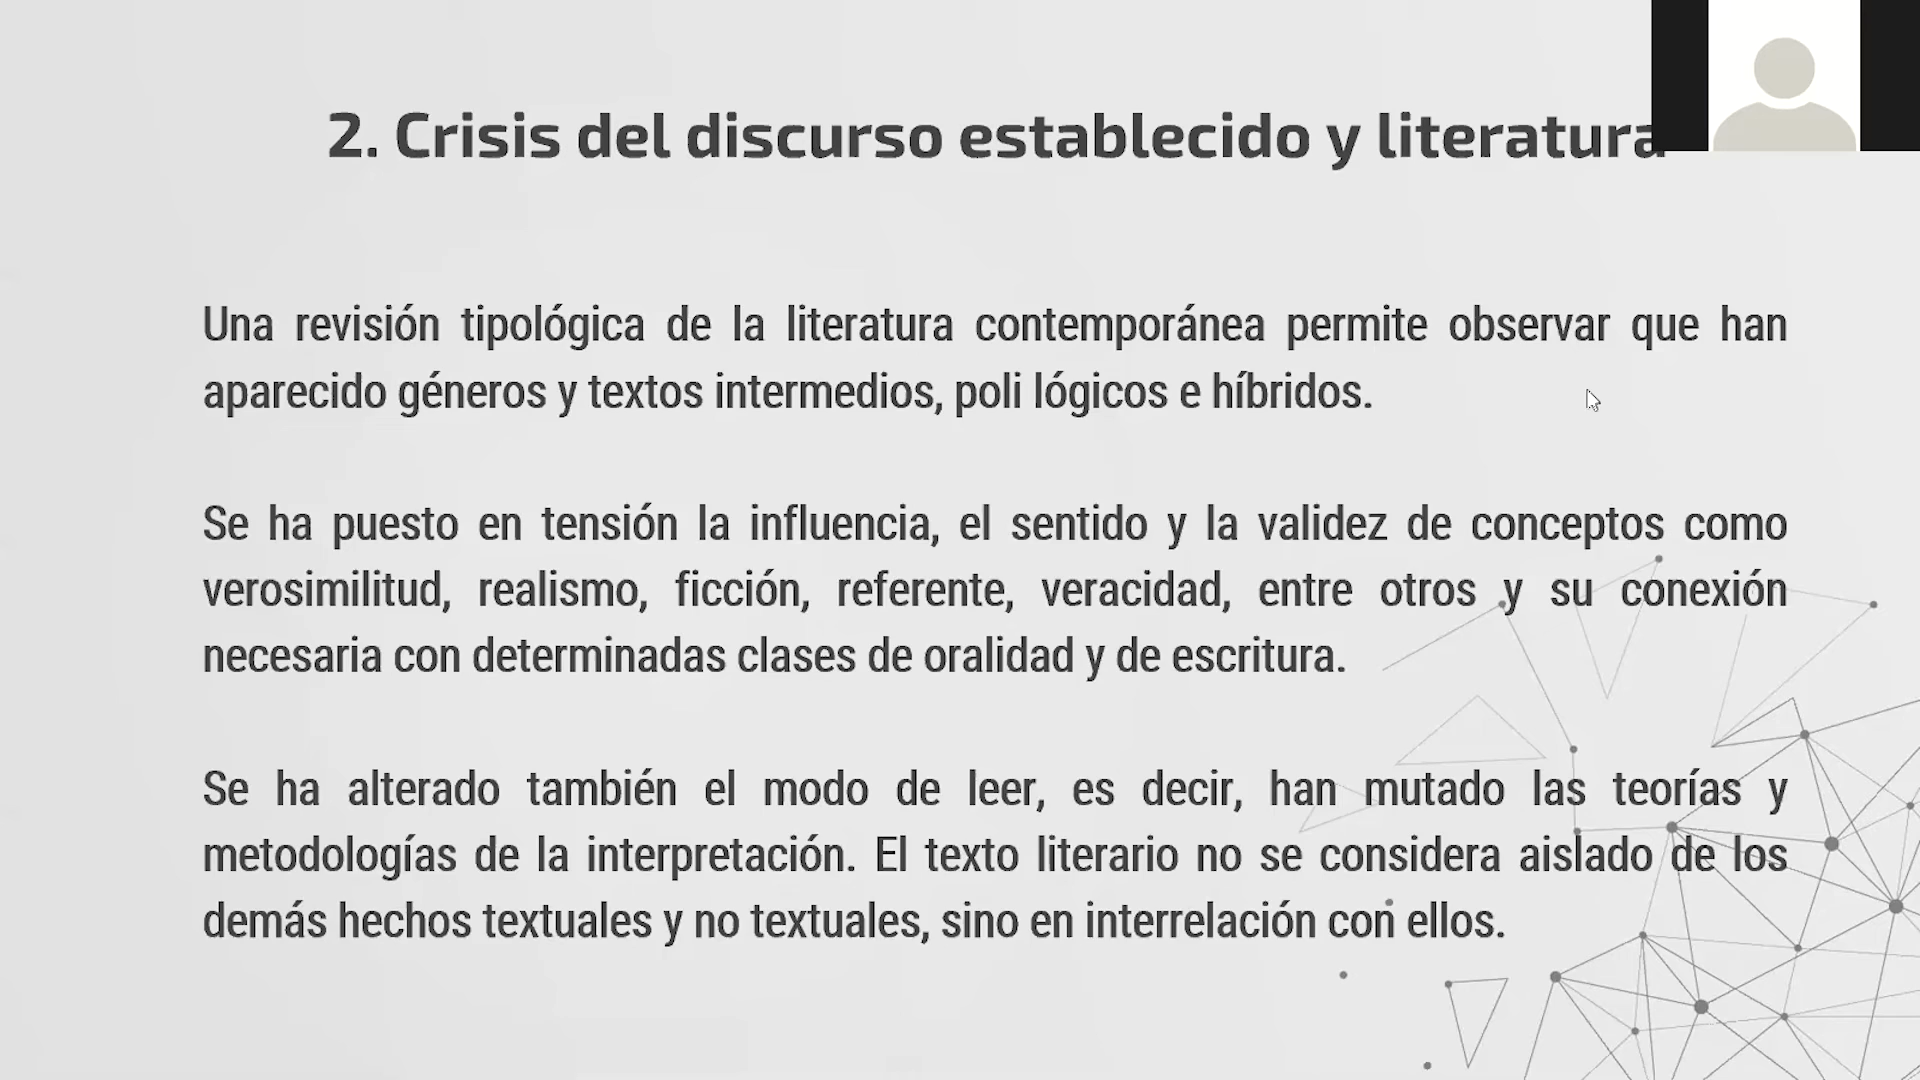 2. Crisis del discurso establecido y literatura
Una revisión tipológica de la literatura contemporánea permite observar que han
aparecido géneros y textos intermedios, poli lógicos e híbridos.
Se ha puesto en tensión la influencia, el sentido y la validez de conceptos como
verosimilitud, realismo, ficción, referente, veracidad, entre otros y su conexión
necesaria con determinadas clases de oralidad y de escritura.
Se ha alterado también el modo de leer, es decir, han mutado las teorías y
metodologías de la interpretación. El texto literario no se considera aislado de los
demás hechos textuales y no textuales, sino en interrelación con ellos.